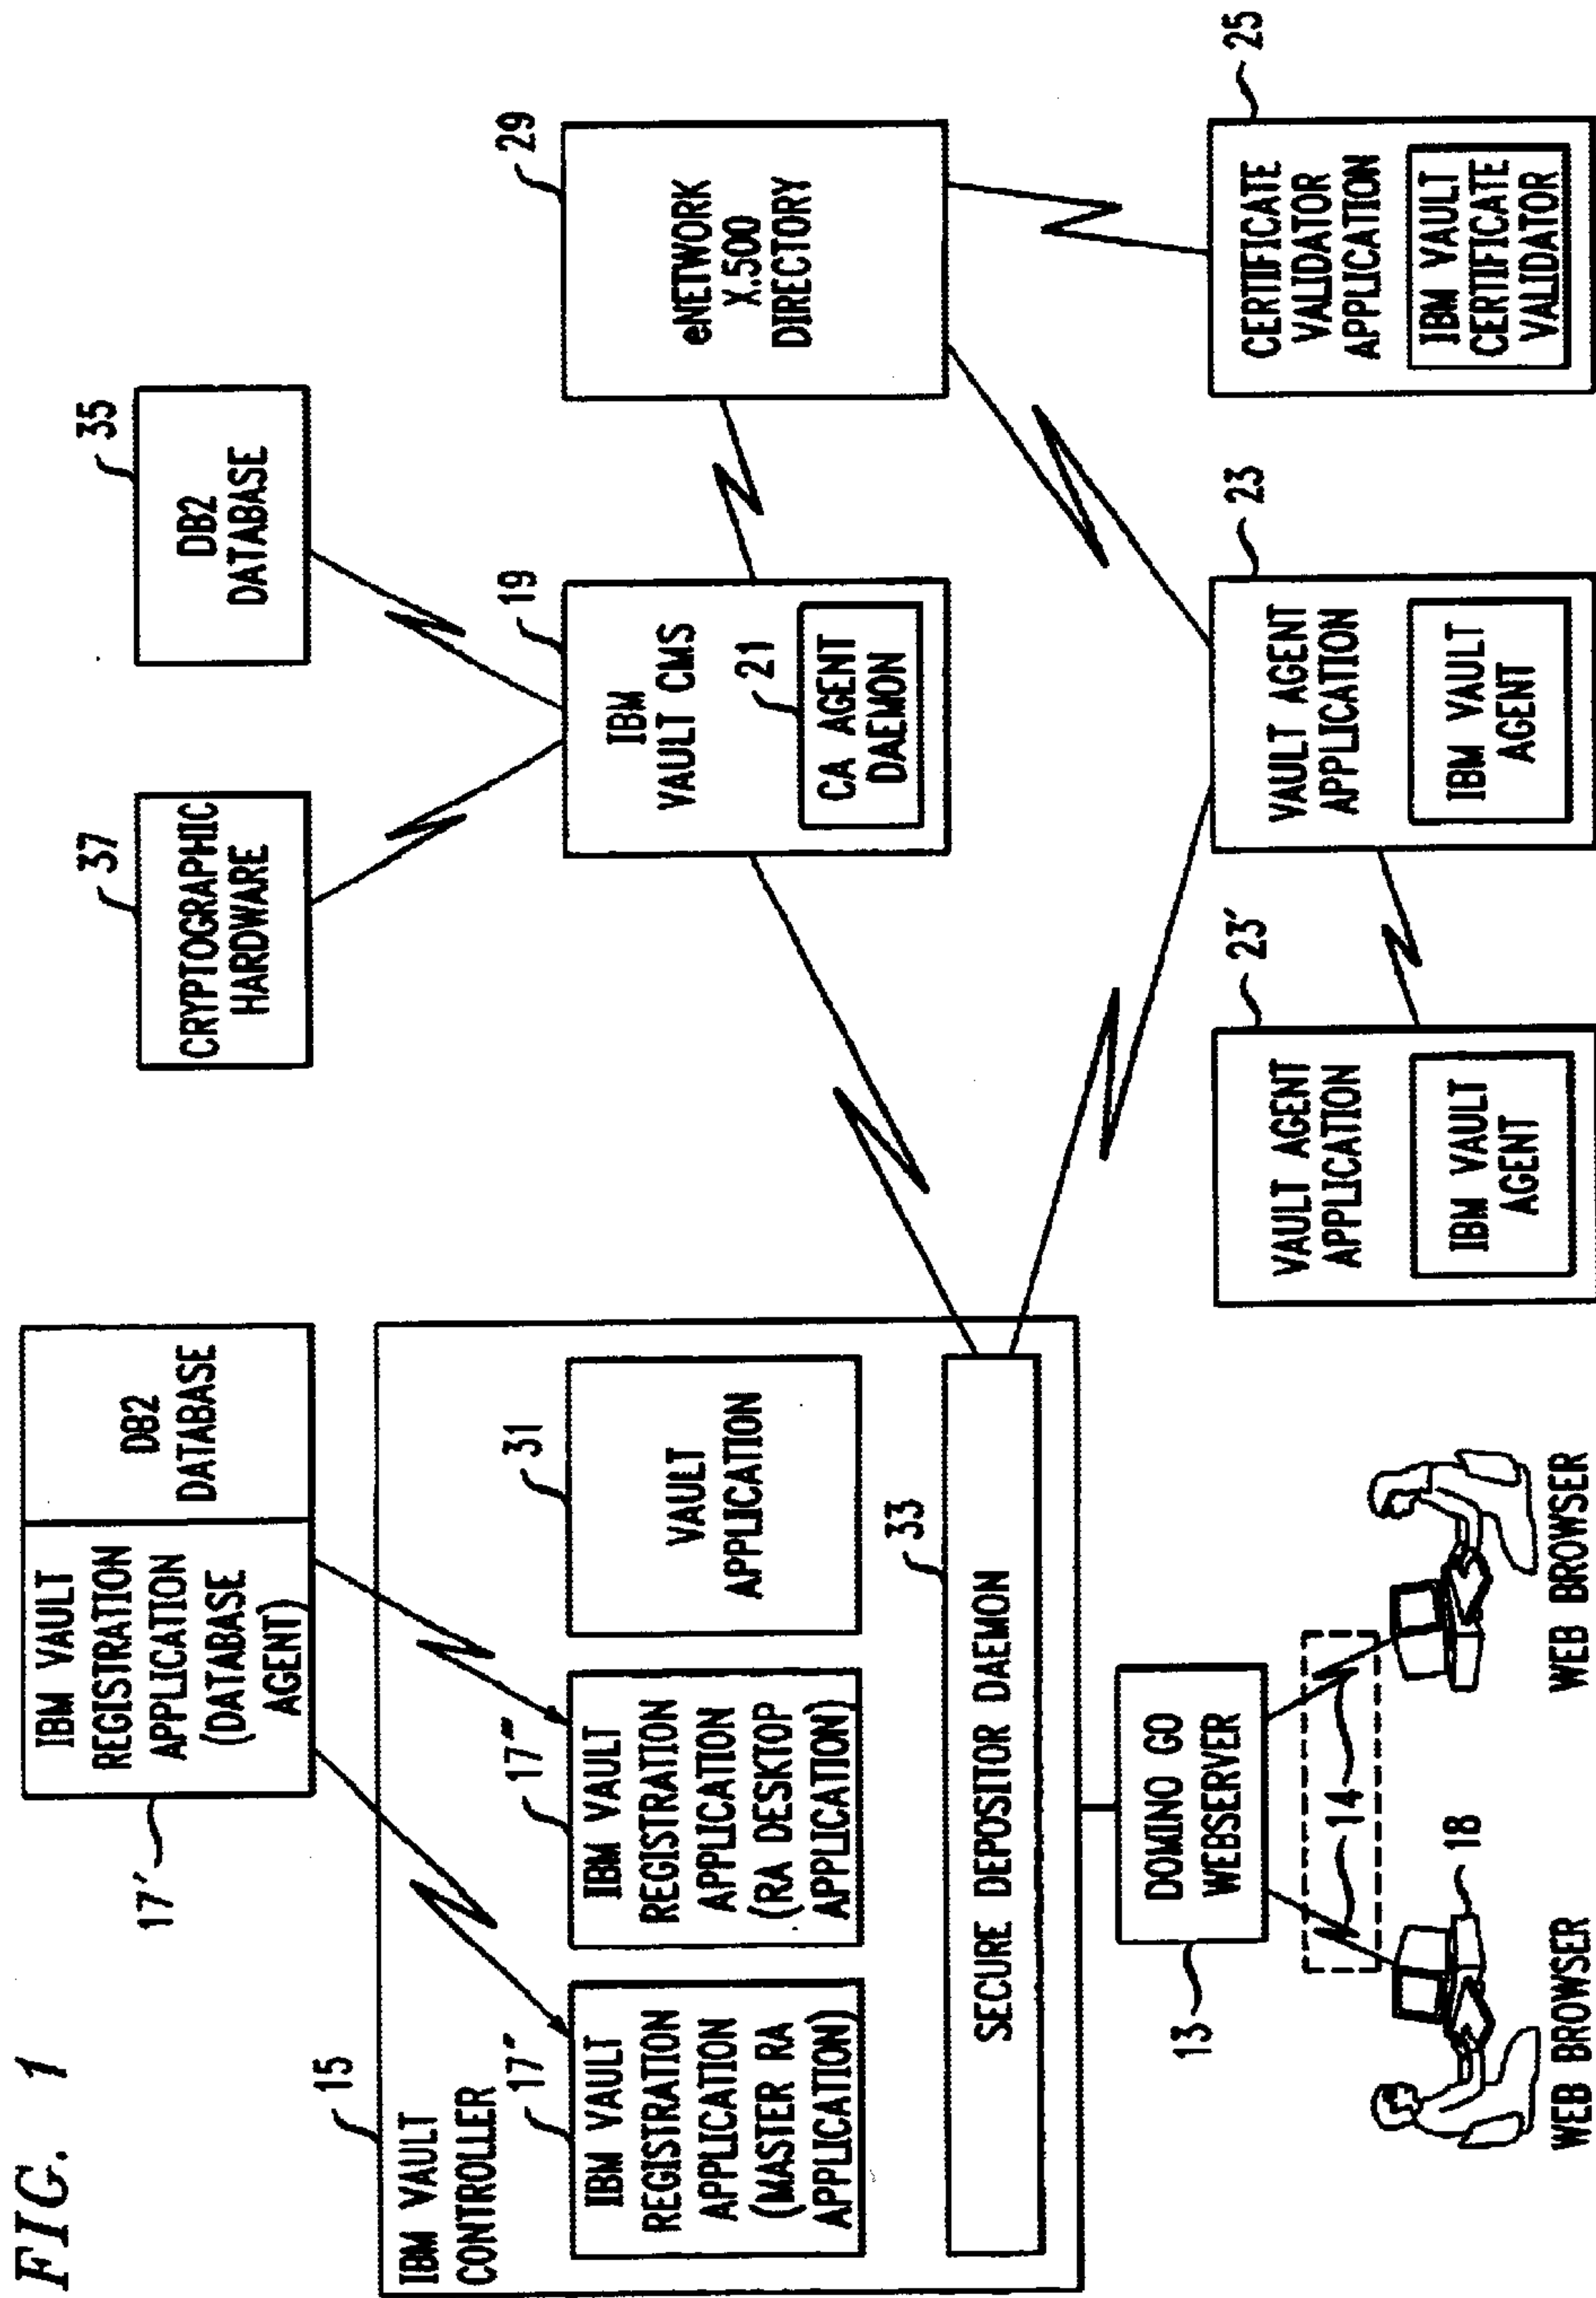 FIG. 1
17'
IBM VAULT
REGISTRATION
APPLICATION
(DATABASE
AGENT)
DB2
DATABASE
15
IBM VAULT
CONTROLLER
17"
IBM VAULT
REGISTRATION
APPLICATION
(MASTER RA
APPLICATION)
17"'
IBM VAULT
REGISTRATION
APPLICATION
(RA DESKTOP
APPLICATION)
31
VAULT
APPLICATION
33
SECURE DEPOSITOR DAEMON
13
DOMINO GO
WEBSERVER
14
18
WEB BROWSER
WEB BROWSER
37
CRYPTOGRAPHIC
HARDWARE
35
DB2
DATABASE
19
IBM
VAULT CMS
21
CA AGENT
DAEMON
29
eNETWORK
X.500
DIRECTORY
23'
VAULT AGENT
APPLICATION
IBM VAULT
AGENT
23
VAULT AGENT
APPLICATION
IBM VAULT
AGENT
25
CERTIFICATE
VALIDATOR
APPLICATION
IBM VAULT
CERTIFICATE
VALIDATOR